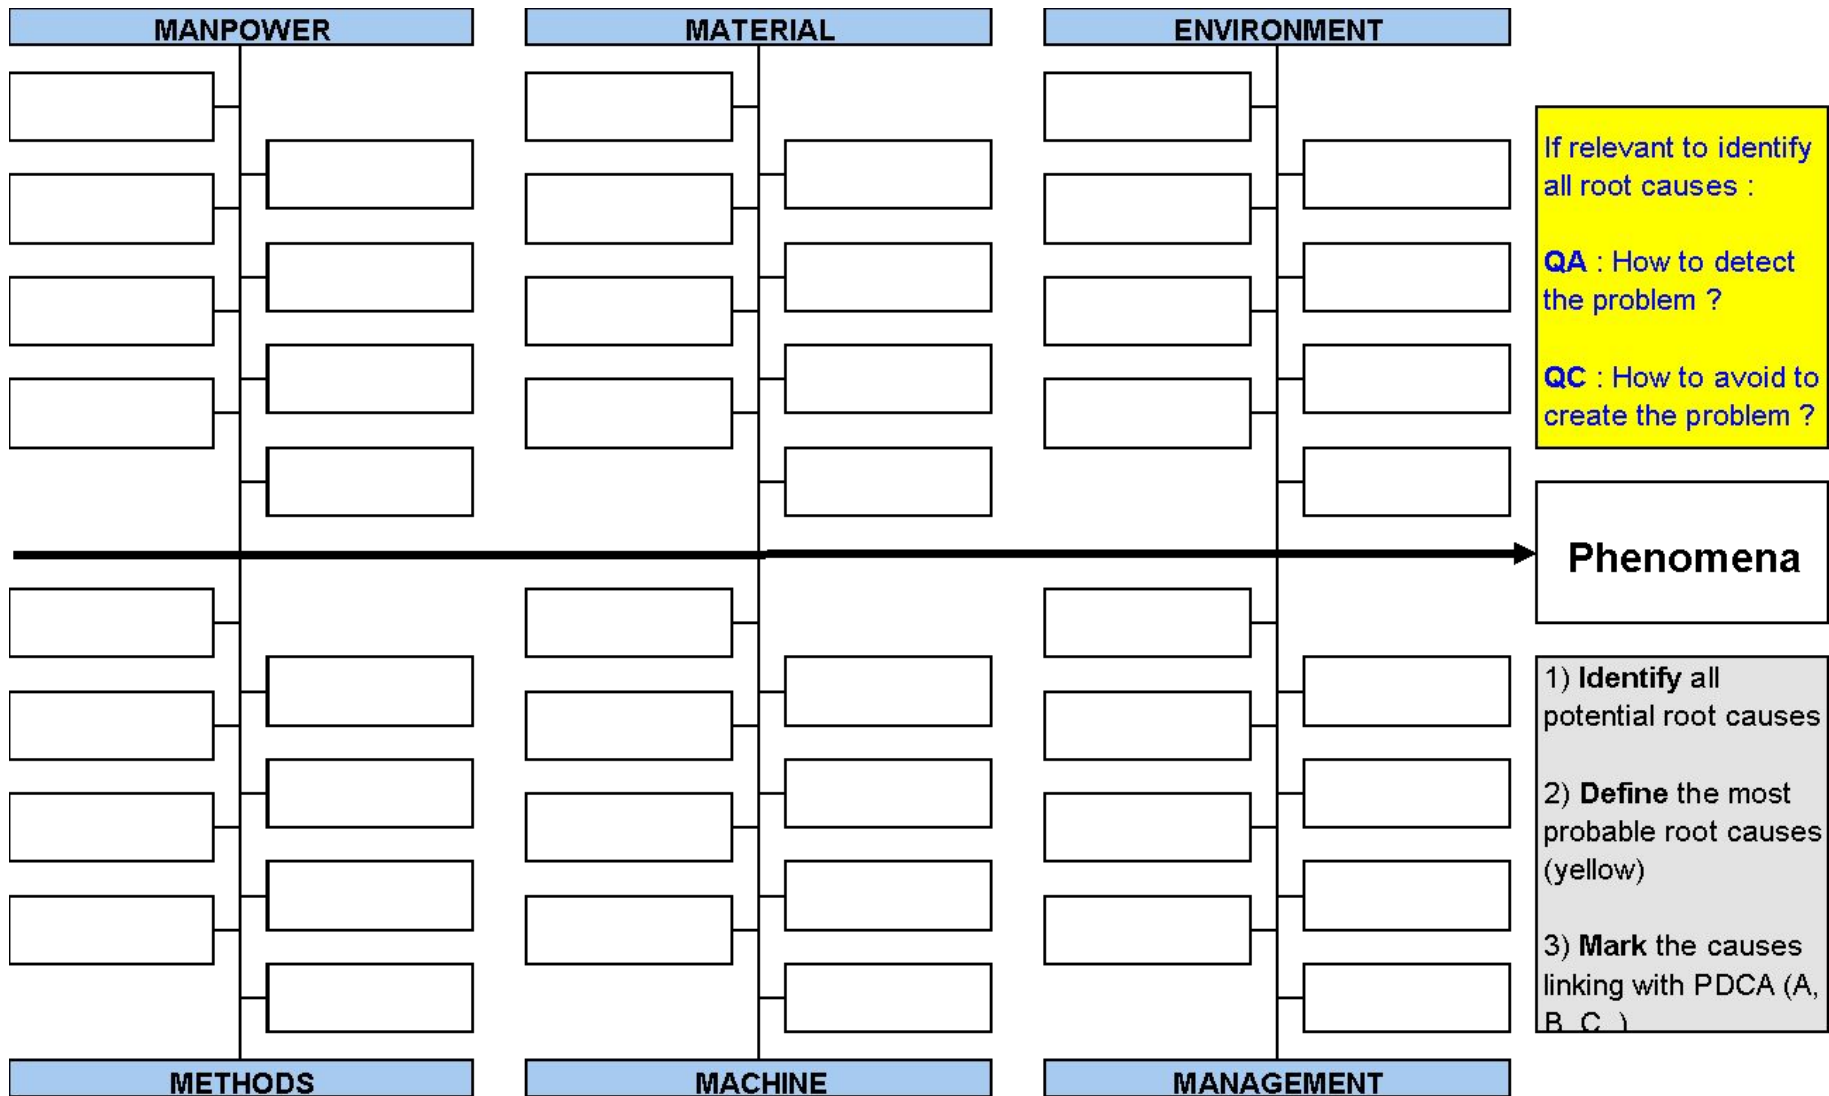 MANPOWER
MATERIAL
ENVIRONMENT
If relevant to identify
all root causes :
QA : How to detect
the problem ?
QC : How to avoid to
create the problem ?
Phenomena
1) Identify all
potential root causes
2) Define the most
probable root causes
(yellow)
3) Mark the causes
linking with PDCA (A,
B, C..)
METHODS
MACHINE
MANAGEMENT